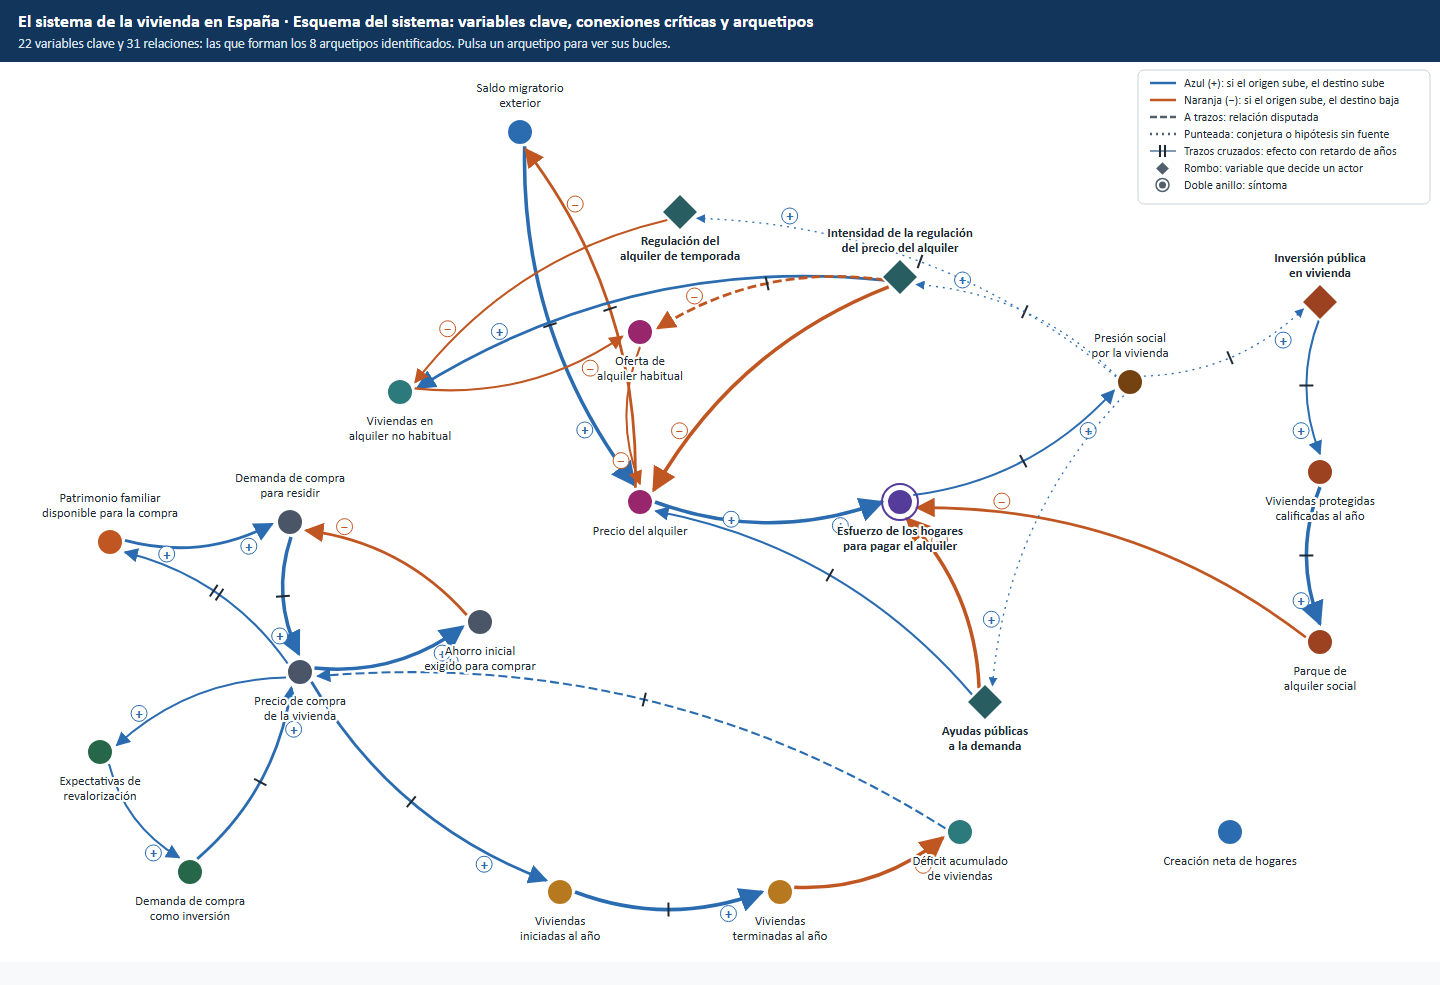 El sistema de la vivienda en España · Esquema del sistema: variables clave, conexiones críticas y arquetipos
22 variables clave y 31 relaciones: las que forman los 8 arquetipos identificados. Pulsa un arquetipo para ver sus bucles.
Azul (+): si el origen sube, el destino sube
Naranja (−): si el origen sube, el destino baja
A trazos: relación disputada
Punteada: conjetura o hipótesis sin fuente
Trazos cruzados: efecto con retardo de años
Rombo: variable que decide un actor
Doble anillo: síntoma
Saldo migratorio
exterior
Regulación del
alquiler de temporada
Intensidad de la regulación
del precio del alquiler
Inversión pública
en vivienda
Oferta de
alquiler habitual
Presión social
por la vivienda
Viviendas en
alquiler no habitual
Demanda de compra
para residir
Patrimonio familiar
disponible para la compra
Precio del alquiler
Esfuerzo de los hogares
para pagar el alquiler
Viviendas protegidas
calificadas al año
Ahorro inicial
exigido para comprar
Parque de
alquiler social
Precio de compra
de la vivienda
Ayudas públicas
a la demanda
Expectativas de
revalorización
Déficit acumulado
de viviendas
Creación neta de hogares
Demanda de compra
como inversión
Viviendas
iniciadas al año
Viviendas
terminadas al año